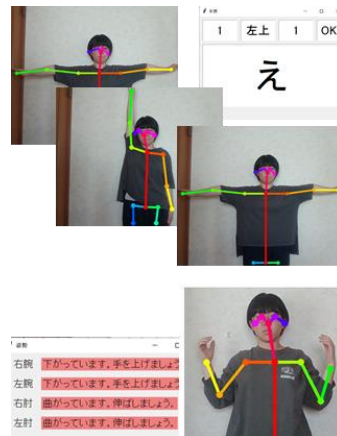 1 左上 1 OK
え
姿勢
右腕 下がっています。手を上げましょう
左腕 下がっています。手を上げましょう
右肘 曲がっています。伸ばしましょう。
左肘 曲がっています。伸ばしましょう。